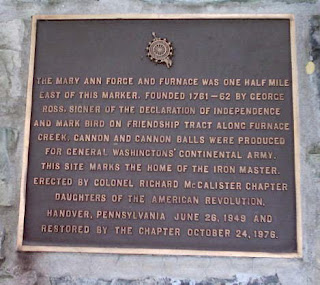 THE MARY ANN FORGE AND FURNACE WAS ONE HALF MILE
EAST OF THIS MARKER. FOUNDED 1761-62 BY GEORGE
ROSS, SIGNER OF THE DECLARATION OF INDEPENDENCE
AND MARK BIRD ON FRIENDSHIP TRACT ALONG FURNACE
CREEK. CANNON AND CANNON BALLS WERE PRODUCED
FOR GENERAL WASHINGTONS' CONTINENTAL ARMY.
THIS SITE MARKS THE HOME OF THE IRON MASTER.
ERECTED BY COLONEL RICHARD McCALISTER CHAPTER
DAUGHTERS OF THE AMERICAN REVOLUTION,
HANOVER, PENNSYLVANIA JUNE 26, 1949 AND
RESTORED BY THE CHAPTER OCTOBER 24, 1976.